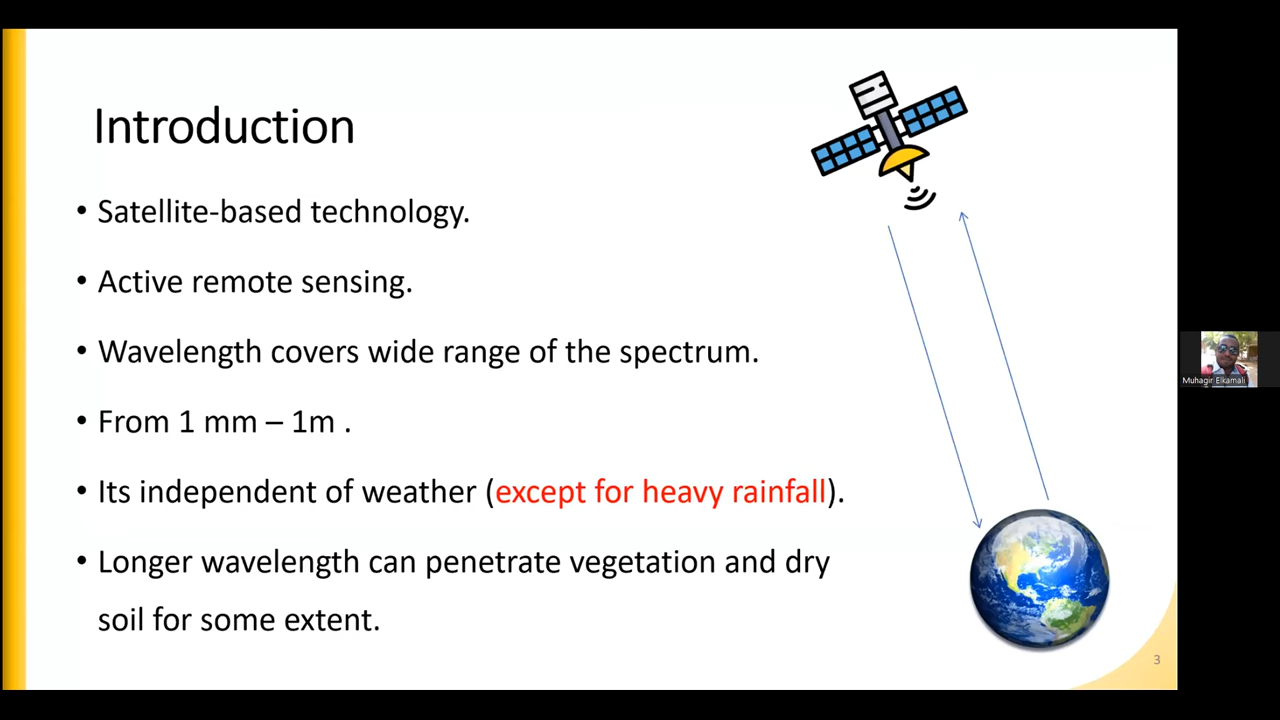 Introduction
• Satellite-based technology.
• Active remote sensing.
• Wavelength covers wide range of the spectrum.
• From 1 mm – 1m .
• Its independent of weather (except for heavy rainfall).
• Longer wavelength can penetrate vegetation and dry
soil for some extent.
Muhagir Elkamali
3